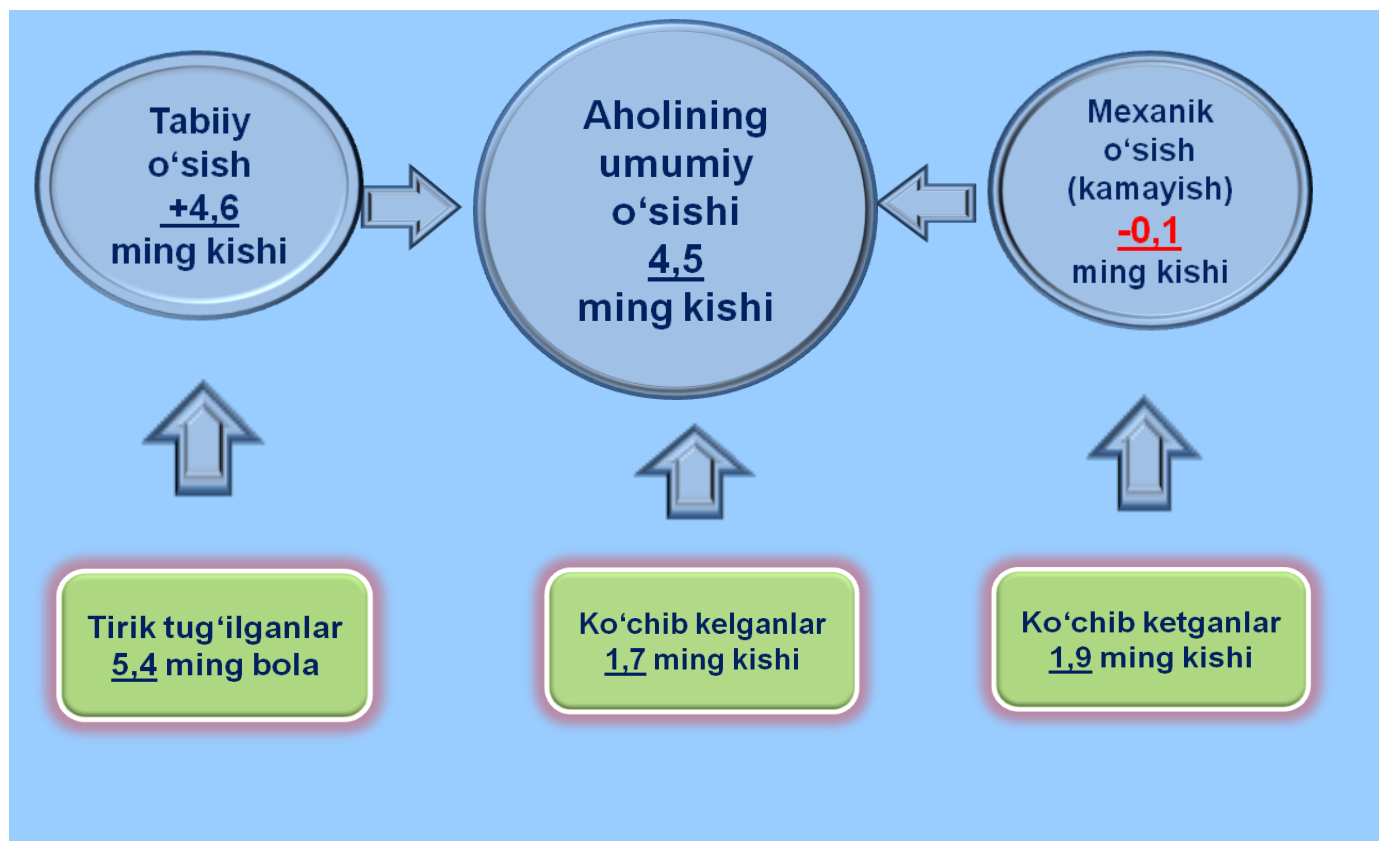 Tabiiy
o‘sish
+4,6
ming kishi
Aholining
umumiy
o‘sishi
4,5
ming kishi
Mexanik
o‘sish
(kamayish)
-0,1
ming kishi
Tirik tug‘ilganlar
5,4 ming bola
Ko‘chib kelganlar
1,7 ming kishi
Ko‘chib ketganlar
1,9 ming kishi